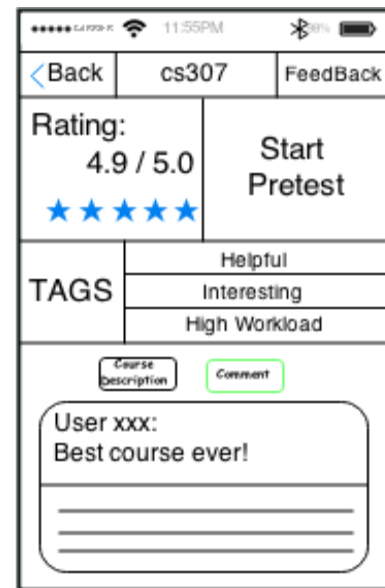 11:55PM
98%
Back
cs307
FeedBack
Rating:
4.9 / 5.0
Start
Pretest
TAGS
Helpful
Interesting
High Workload
Course
Description
Comment
User xxx:
Best course ever!